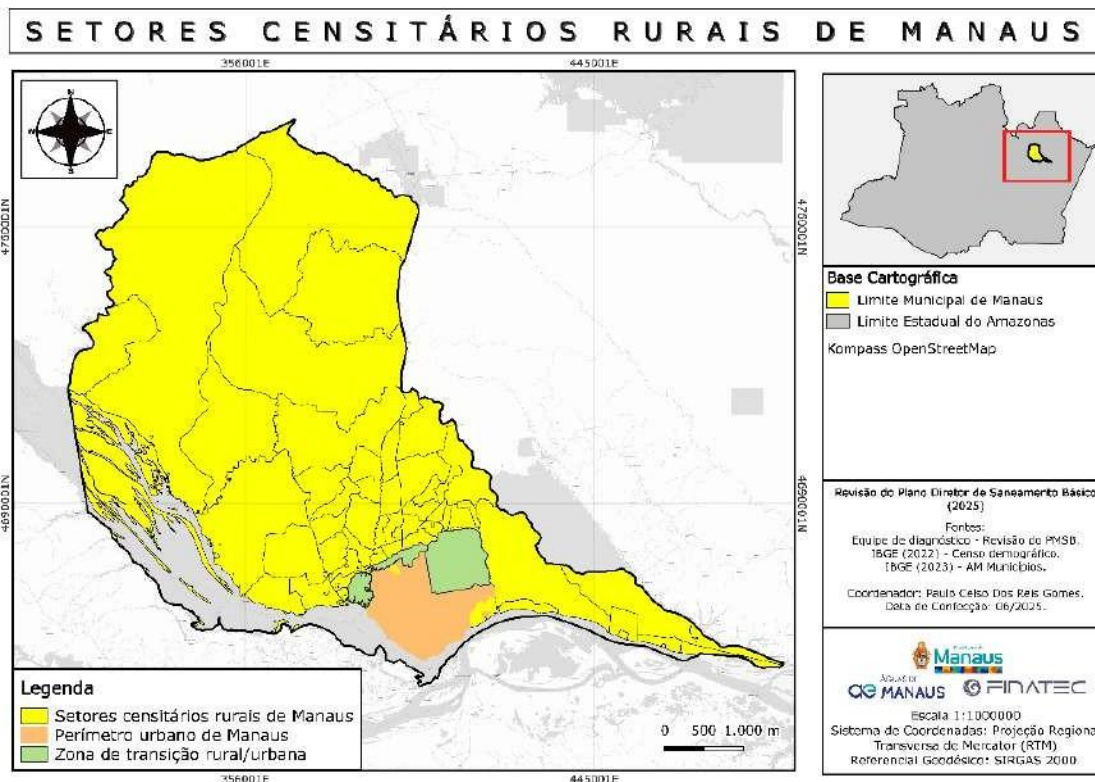 SETORES CENSITÁRIOS RURAIS DE MANAUS
356001E
445001E
N
W
E
S
4760001N
4760001N
4690001N
4690001N
Legenda
Setores censitários rurais de Manaus
Perímetro urbano de Manaus
Zona de transição rural/urbana
0 500 1.000 m
356001E
445001E
Base Cartográfica
Limite Municipal de Manaus
Limite Estadual do Amazonas
Kompass OpenStreetMap
Revisão do Plano Diretor de Saneamento Básico
(2025)
Fontes:
Equipe de diagnóstico - Revisão do PMSB.
IBGE (2022) - Censo demográfico.
IBGE (2023) - AM Municípios.
Coordenador: Paulo Celso Dos Reis Gomes.
Data de Confecção: 06/2025.
Manaus
ÁGUAS DE
MANAUS
FINATEC
Escala 1:1000000
Sistema de Coordenadas: Projeção Regional
Transversa de Mercator (RTM)
Referencial Geodésico: SIRGAS 2000.